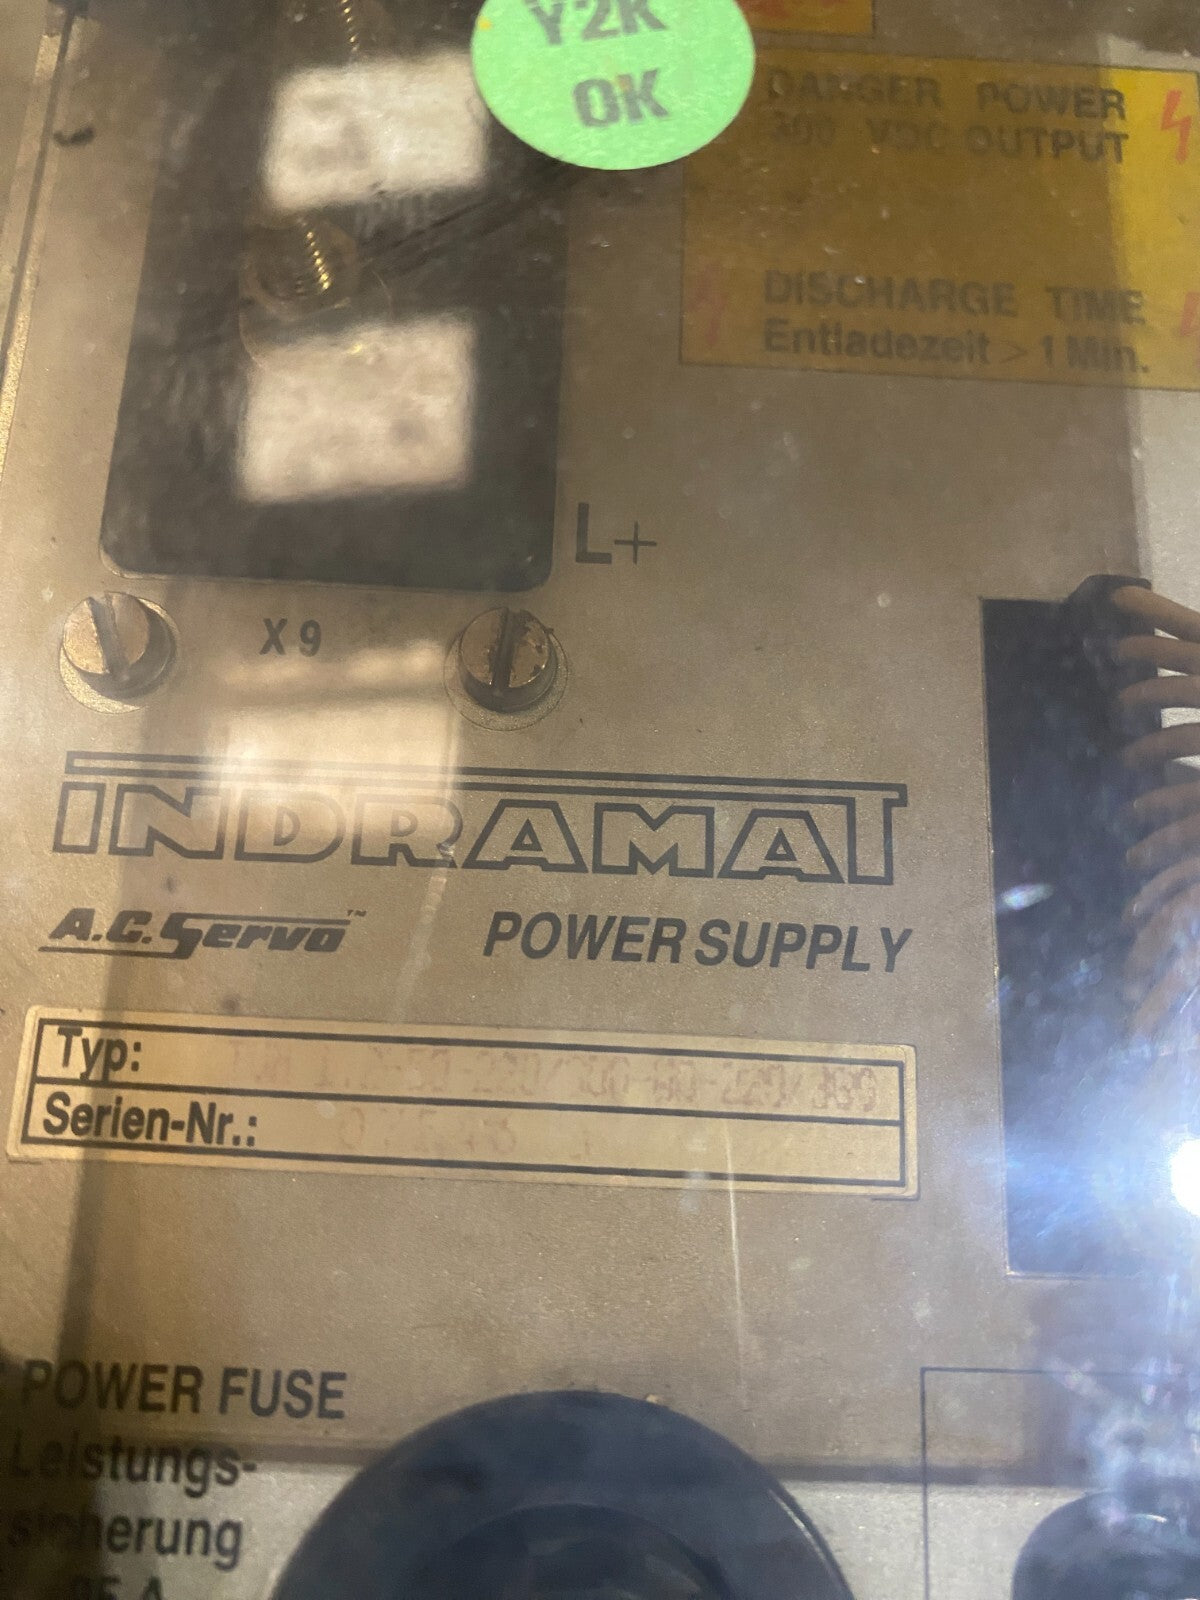 Y2K
OK
DANGER POWER
300 VDC OUTPUT
DISCHARGE TIME
Entladezeit > 1 Min.
L+
X9
INDRAMAT
A.C. Servo™
POWER SUPPLY
Typ:
Serien-Nr.:
POWER FUSE
Leistungs-
sicherung